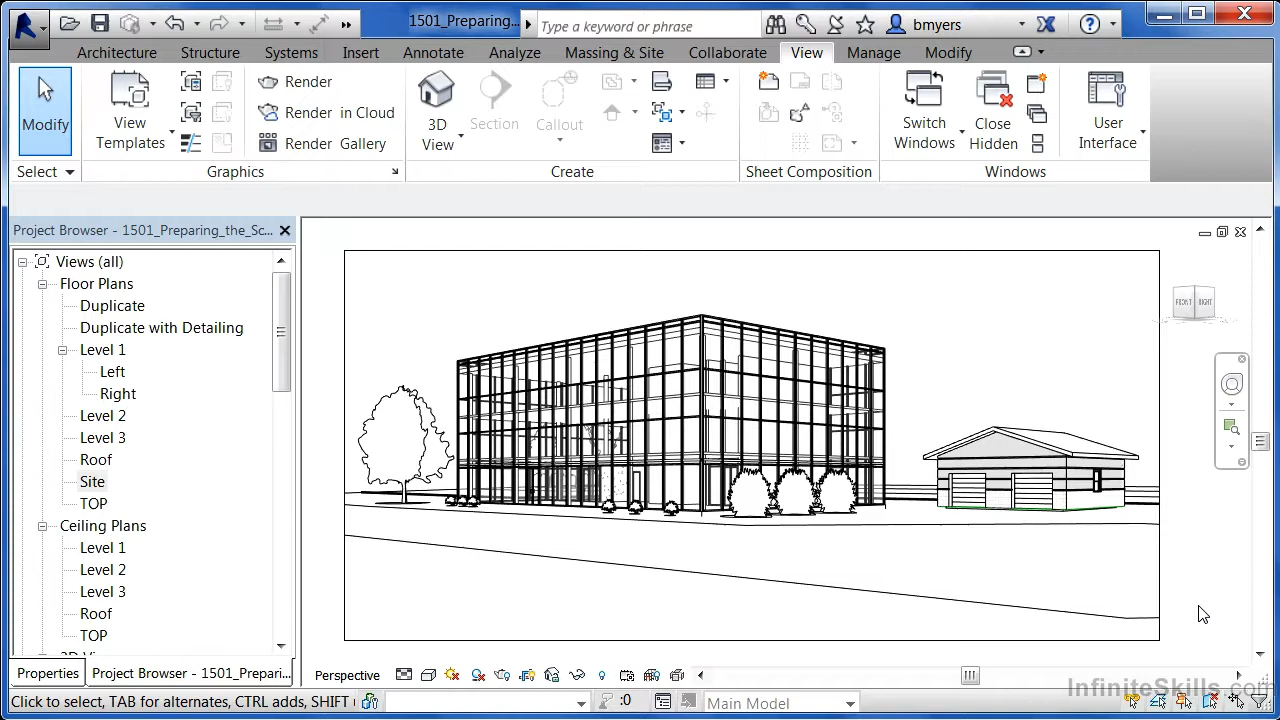 1501_Preparing...
Type a keyword or phrase
bmyers
Architecture Structure Systems Insert Annotate Analyze Massing & Site Collaborate View Manage Modify
Modify
View Templates
Render
Render in Cloud
Render Gallery
3D View
Section
Callout
Switch Windows
Close Hidden
User Interface
Select
Graphics
Create
Sheet Composition
Windows
Project Browser - 1501_Preparing_the_Sc...
Views (all)
Floor Plans
Duplicate
Duplicate with Detailing
Level 1
Left
Right
Level 2
Level 3
Roof
Site
TOP
Ceiling Plans
Level 1
Level 2
Level 3
Roof
TOP
FRONT RIGHT
Properties
Project Browser - 1501_Prepari...
Perspective
Click to select, TAB for alternates, CTRL adds, SHIFT
:0
Main Model
InfiniteSkills.com